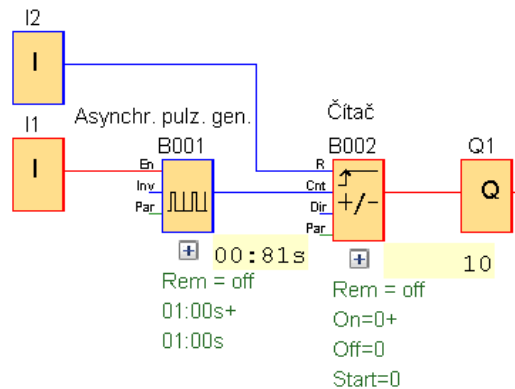 I2
I
I1
I
Asynchr. pulz. gen.
B001
En
Inv
Par
00:81s
Rem = off
01:00s+
01:00s
Čítač
B002
R
Cnt
Dir
Par
+/-
10
Rem = off
On=0+
Off=0
Start=0
Q1
Q